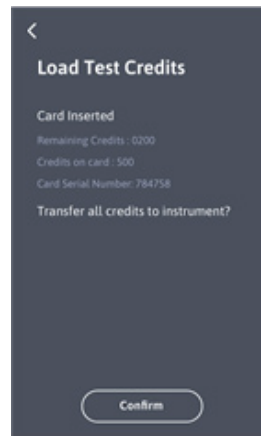 Load Test Credits
Card Inserted
Remaining Credits : 0200
Credits on card : 500
Card Serial Number: 784758
Transfer all credits to instrument?
Confirm